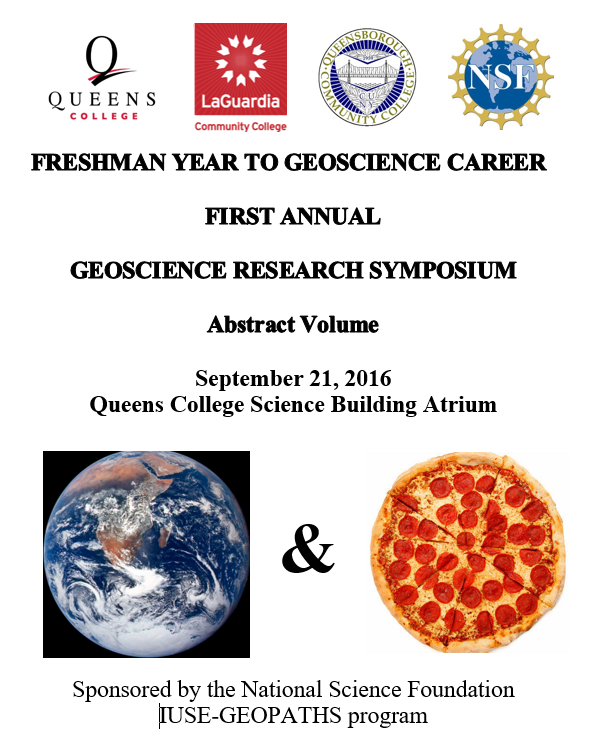 QUEENS
COLLEGE
LaGuardia
Community College
QUEENSBOROUGH
COMMUNITY COLLEGE
NSF
FRESHMAN YEAR TO GEOSCIENCE CAREER
FIRST ANNUAL
GEOSCIENCE RESEARCH SYMPOSIUM
Abstract Volume
September 21, 2016
Queens College Science Building Atrium
&
Sponsored by the National Science Foundation
IUSE-GEOPATHS program